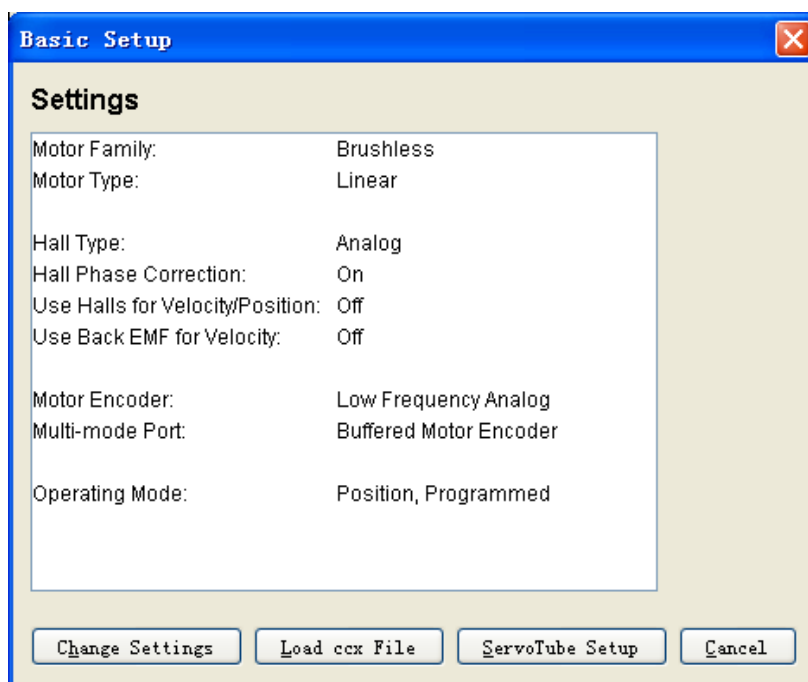 Basic Setup
Settings
Motor Family: Brushless
Motor Type: Linear
Hall Type: Analog
Hall Phase Correction: On
Use Halls for Velocity/Position: Off
Use Back EMF for Velocity: Off
Motor Encoder: Low Frequency Analog
Multi-mode Port: Buffered Motor Encoder
Operating Mode: Position, Programmed
Change Settings Load ccx File ServoTube Setup Cancel